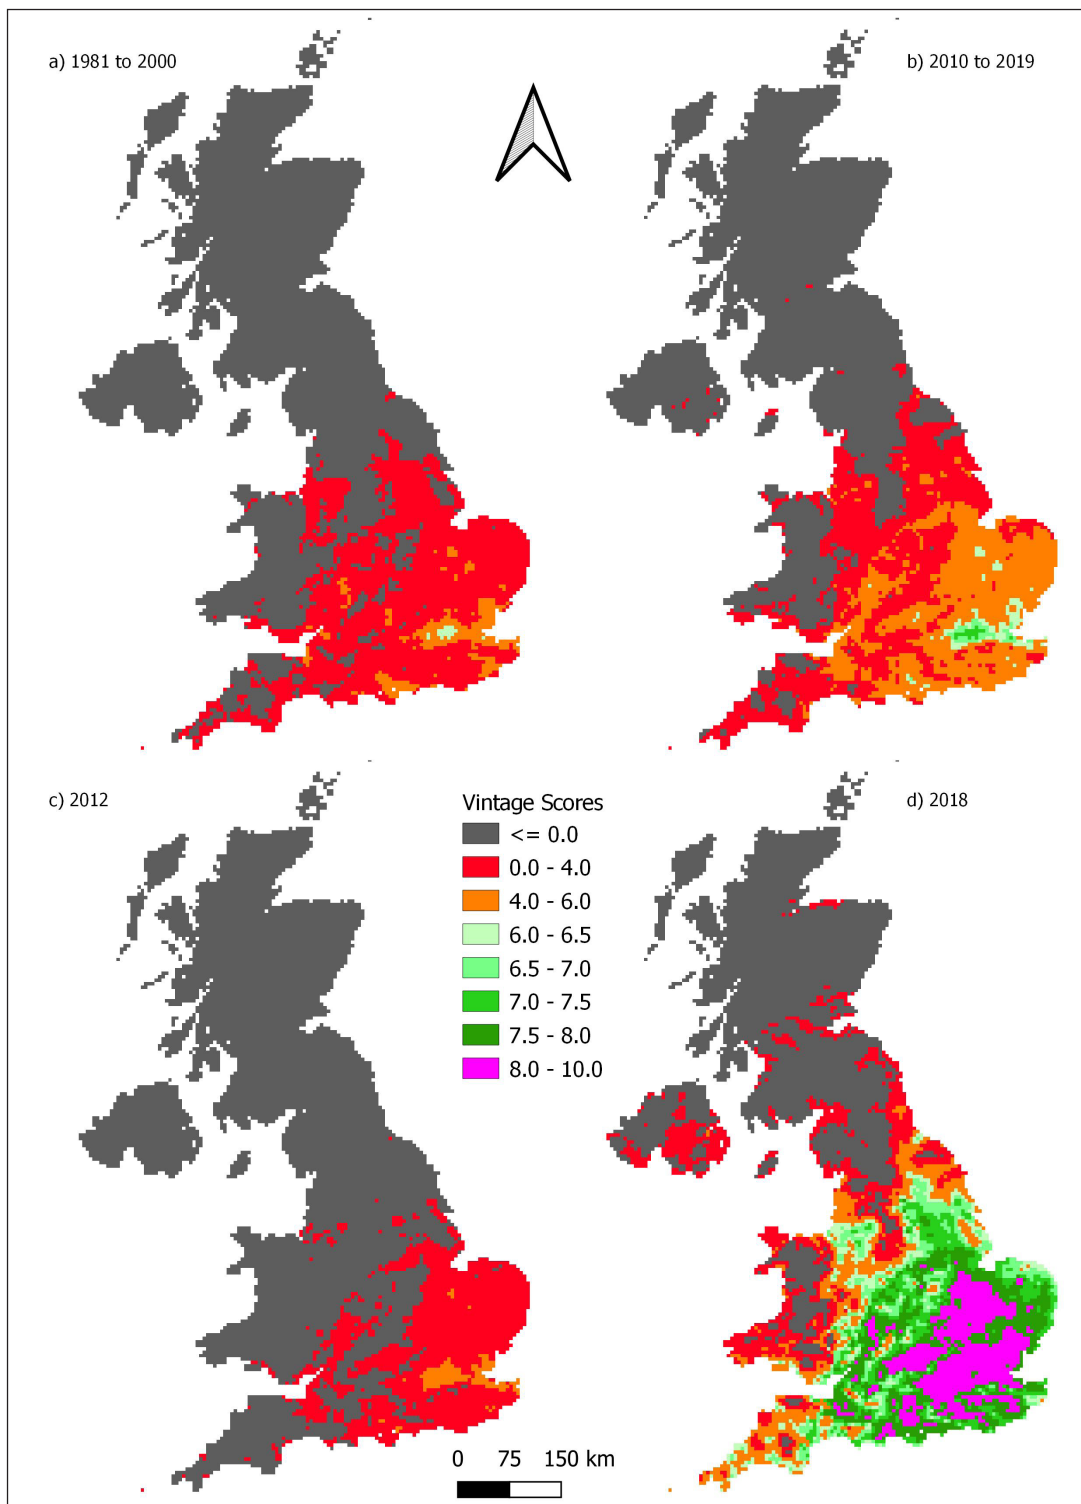 a) 1981 to 2000
b) 2010 to 2019
c) 2012
Vintage Scores
<= 0.0
0.0 - 4.0
4.0 - 6.0
6.0 - 6.5
6.5 - 7.0
7.0 - 7.5
7.5 - 8.0
8.0 - 10.0
d) 2018
0 75 150 km